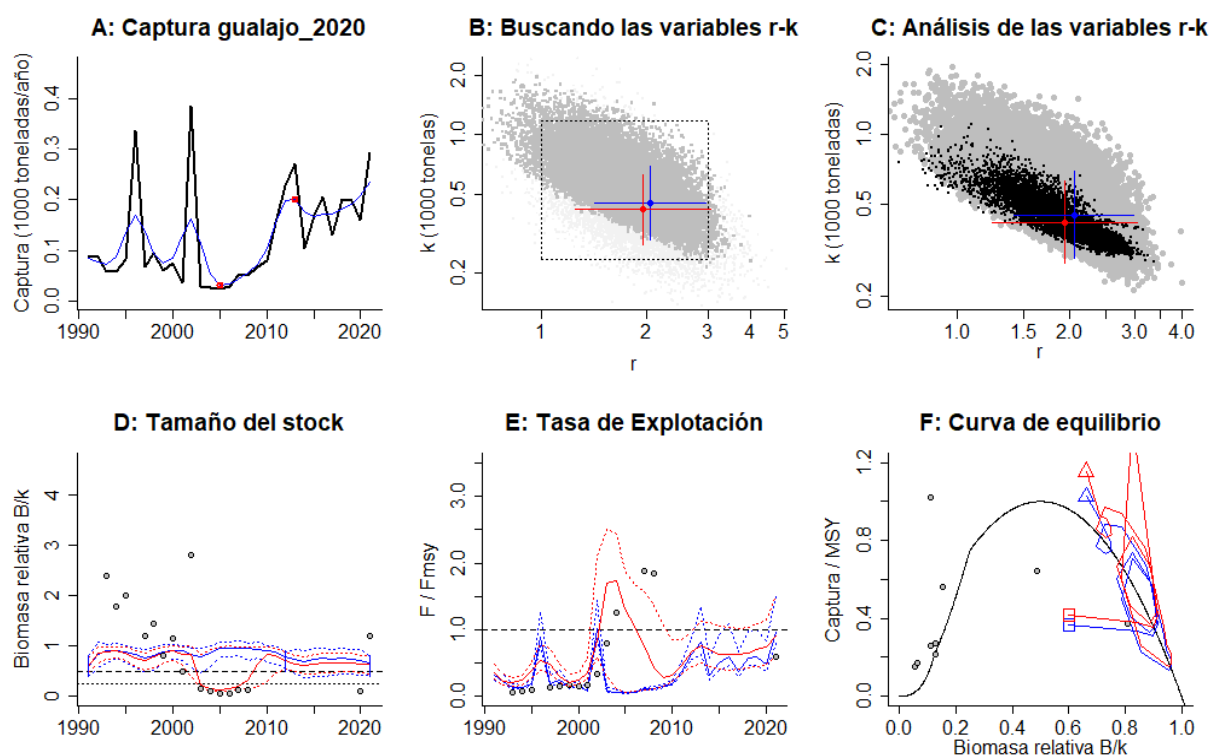 A: Captura gualajo_2020
B: Buscando las variables r-k
C: Análisis de las variables r-k
Captura (1000 toneladas/año)
0.0 0.1 0.2 0.3 0.4
1990 2000 2010 2020
k (1000 tonelas)
0.2 0.5 1.0 2.0
1 2 3 4 5
r
k (1000 toneladas)
0.2 0.5 1.0 2.0
1.0 1.5 2.0 3.0 4.0
r
D: Tamaño del stock
E: Tasa de Explotación
F: Curva de equilibrio
Biomasa relativa B/k
0 1 2 3 4
1990 2000 2010 2020
F / Fmsy
0.0 1.0 2.0 3.0
1990 2000 2010 2020
Captura / MSY
0.0 0.4 0.8 1.2
0.0 0.2 0.4 0.6 0.8 1.0
Biomasa relativa B/k